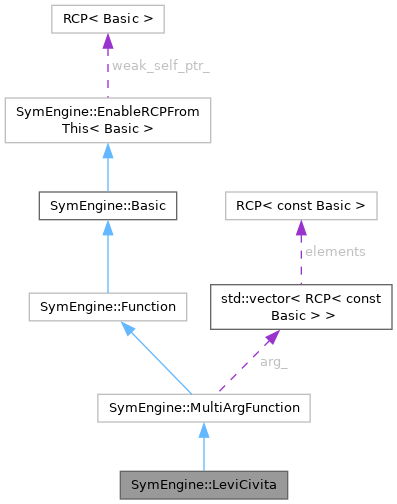 RCP< Basic >
weak_self_ptr_
SymEngine::EnableRCPFrom
This< Basic >
SymEngine::Basic
RCP< const Basic >
elements
SymEngine::Function
std::vector< RCP< const
Basic > >
arg_
SymEngine::MultiArgFunction
SymEngine::LeviCivita